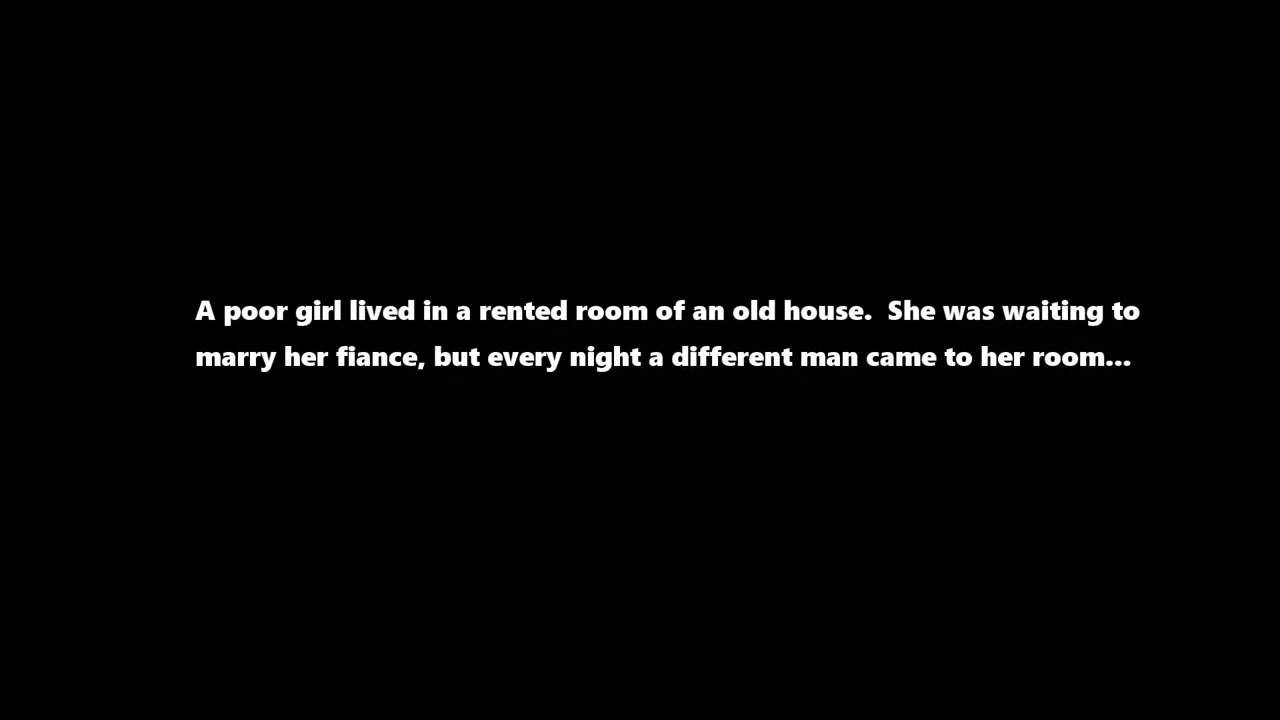 A poor girl lived in a rented room of an old house.  She was waiting to
marry her fiance, but every night a different man came to her room...